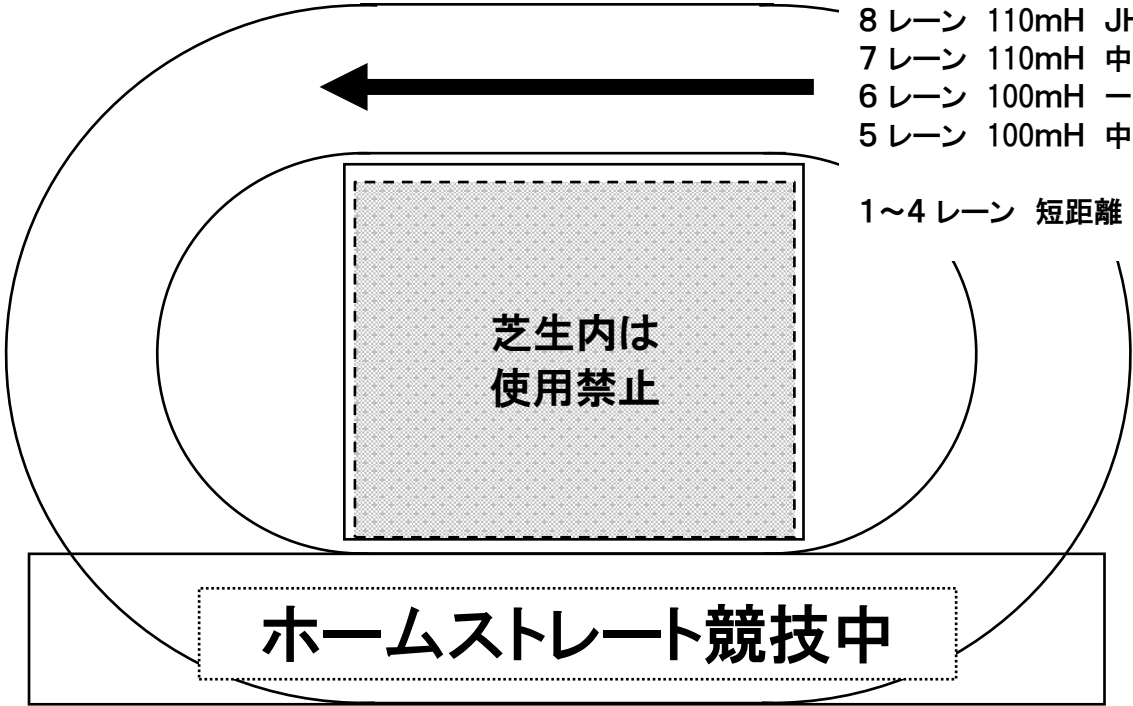 8レーン 110mH JH
7レーン 110mH 中
6レーン 100mH 一
5レーン 100mH 中
1～4レーン 短距離
芝生内は
使用禁止
ホームストレート競技中